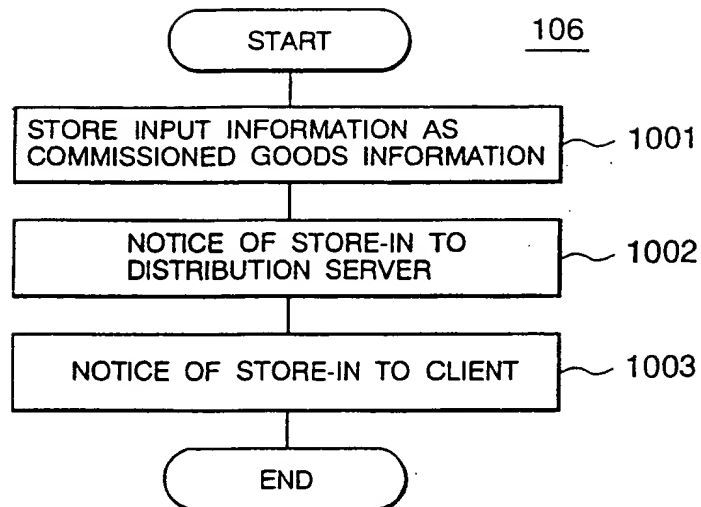 START
106
STORE INPUT INFORMATION AS
COMMISSIONED GOODS INFORMATION
1001
NOTICE OF STORE-IN TO
DISTRIBUTION SERVER
1002
NOTICE OF STORE-IN TO CLIENT
1003
END